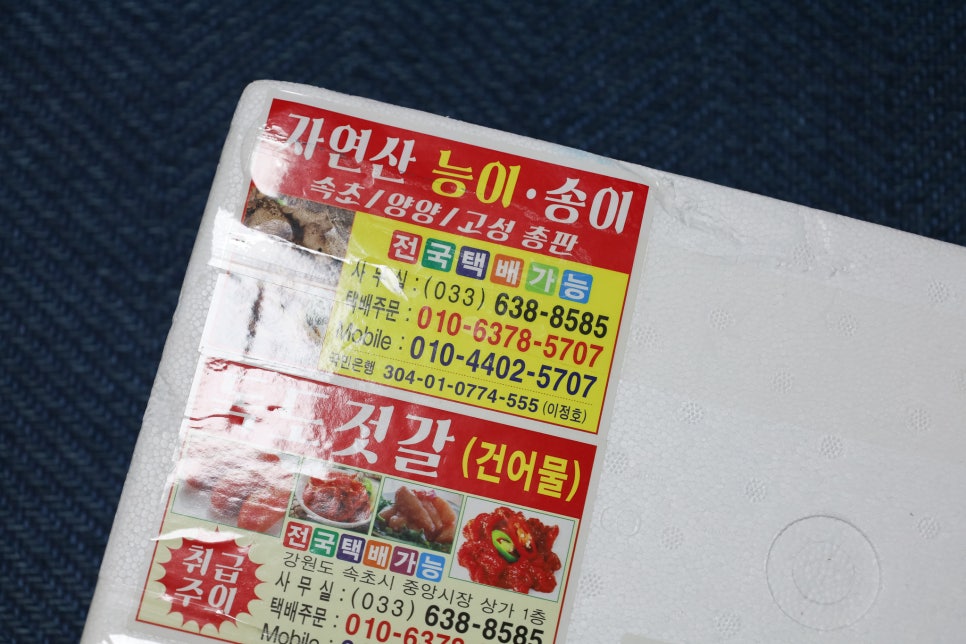 자연산 능이·송이
속초/양양/고성 총판
전국택배가능
사 무 실 : (033) 638-8585
택배주문 : 010-6378-5707
Mobile : 010-4402-5707
국민은행 304-01-0774-555 (이정호)
젓갈 (건어물)
전국택배가능
취급
주의
강원도 속초시 중앙시장 상가 1층
사 무 실 : (033) 638-8585
택배주문 : 010-6378
Mobile :